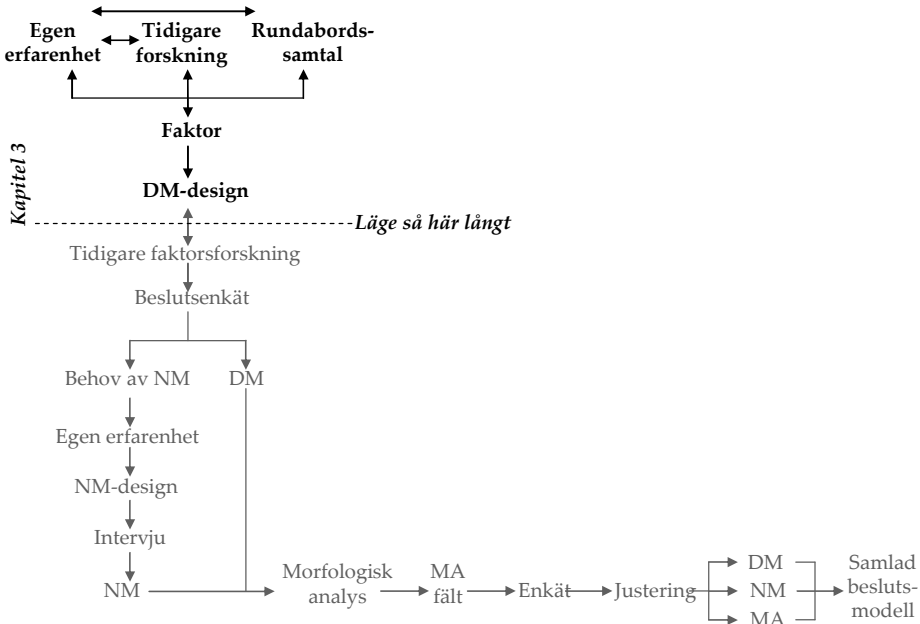 Egen erfarenhet
Tidigare forskning
Rundabords-
samtal
Faktor
DM-design
Kapitel 3
Läge så här långt
Tidigare faktorsforskning
Beslutsenkät
Behov av NM
DM
Egen erfarenhet
NM-design
Intervju
NM
Morfologisk
analys
MA
fält
Enkät
Justering
DM
NM
MA
Samlad
besluts-
modell